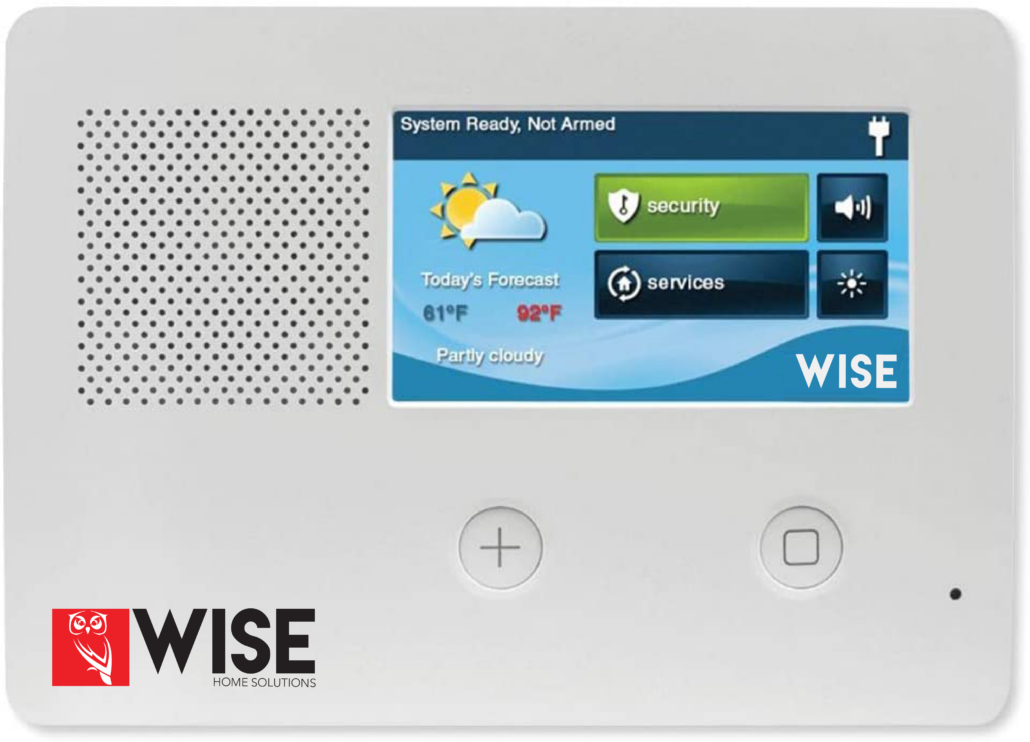 System Ready, Not Armed
security
Today's Forecast
services
61°F 92°F
Partly cloudy
WISE
WISE
HOME SOLUTIONS